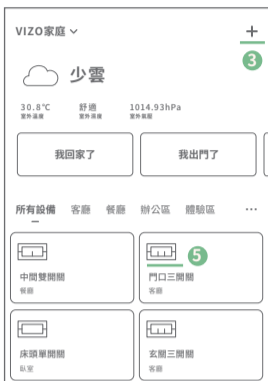 VIZO家庭
3
少雲
30.8℃ 舒適 1014.93hPa
室外溫度 室外濕度 室外氣壓
我回家了 我出門了
所有設備 客廳 餐廳 辦公區 體驗區 ...
5
中間雙開關 門口三開關
餐廳 客廳
床頭單開關 玄關三開關
臥室 客廳